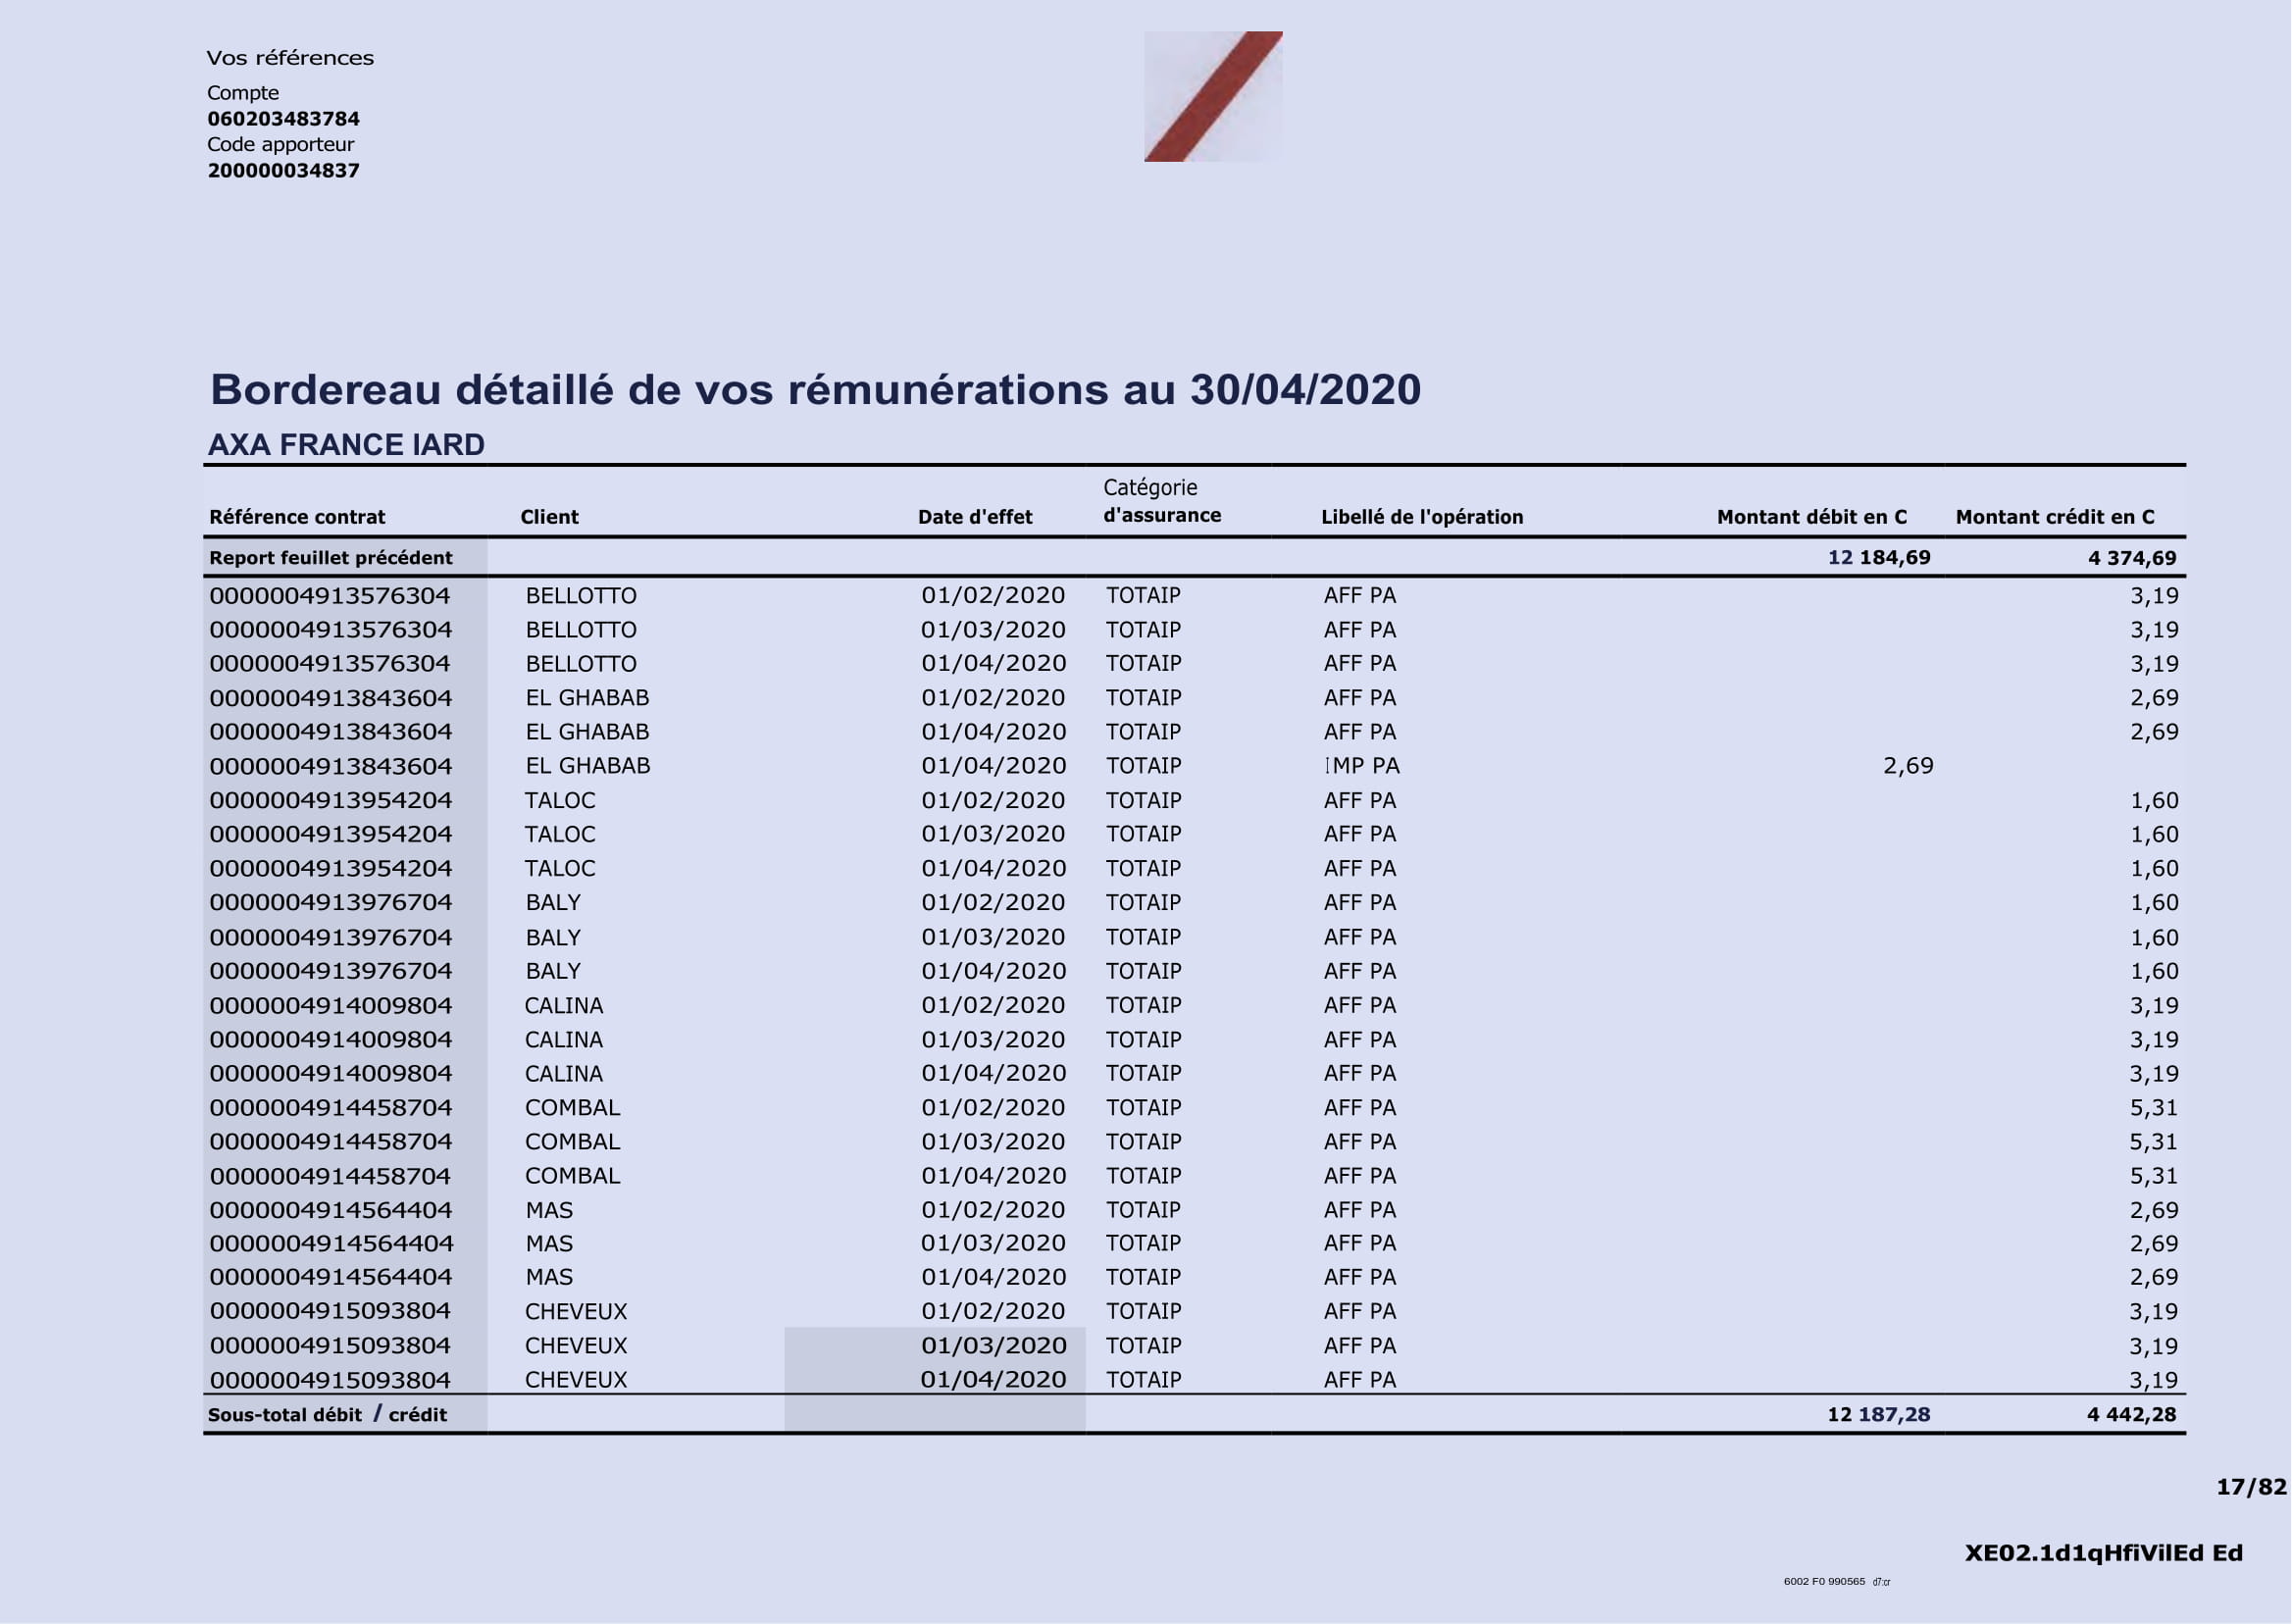 Vos références
Compte
060203483784
Code apporteur
200000034837
Bordereau détaillé de vos rémunérations au 30/04/2020
AXA FRANCE IARD
Référence contrat Client Date d'effet Catégorie d'assurance Libellé de l'opération Montant débit en C Montant crédit en C
Report feuillet précédent 12 184,69 4 374,69
0000004913576304 BELLOTTO 01/02/2020 TOTAIP AFF PA 3,19
0000004913576304 BELLOTTO 01/03/2020 TOTAIP AFF PA 3,19
0000004913576304 BELLOTTO 01/04/2020 TOTAIP AFF PA 3,19
0000004913843604 EL GHABAB 01/02/2020 TOTAIP AFF PA 2,69
0000004913843604 EL GHABAB 01/04/2020 TOTAIP AFF PA 2,69
0000004913843604 EL GHABAB 01/04/2020 TOTAIP IMP PA 2,69
0000004913954204 TALOC 01/02/2020 TOTAIP AFF PA 1,60
0000004913954204 TALOC 01/03/2020 TOTAIP AFF PA 1,60
0000004913954204 TALOC 01/04/2020 TOTAIP AFF PA 1,60
0000004913976704 BALY 01/02/2020 TOTAIP AFF PA 1,60
0000004913976704 BALY 01/03/2020 TOTAIP AFF PA 1,60
0000004913976704 BALY 01/04/2020 TOTAIP AFF PA 1,60
0000004914009804 CALINA 01/02/2020 TOTAIP AFF PA 3,19
0000004914009804 CALINA 01/03/2020 TOTAIP AFF PA 3,19
0000004914009804 CALINA 01/04/2020 TOTAIP AFF PA 3,19
0000004914458704 COMBAL 01/02/2020 TOTAIP AFF PA 5,31
0000004914458704 COMBAL 01/03/2020 TOTAIP AFF PA 5,31
0000004914458704 COMBAL 01/04/2020 TOTAIP AFF PA 5,31
0000004914564404 MAS 01/02/2020 TOTAIP AFF PA 2,69
0000004914564404 MAS 01/03/2020 TOTAIP AFF PA 2,69
0000004914564404 MAS 01/04/2020 TOTAIP AFF PA 2,69
0000004915093804 CHEVEUX 01/02/2020 TOTAIP AFF PA 3,19
0000004915093804 CHEVEUX 01/03/2020 TOTAIP AFF PA 3,19
0000004915093804 CHEVEUX 01/04/2020 TOTAIP AFF PA 3,19
Sous-total débit / crédit 12 187,28 4 442,28
17/82
XE02.1d1qHfiVilEd Ed
6002 F0 990565 d7:cr